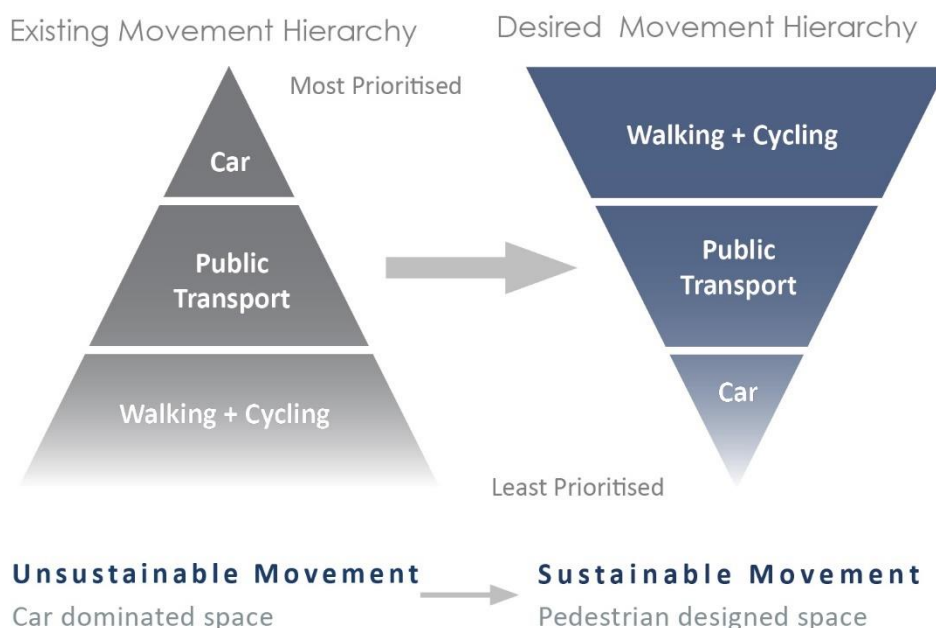 Existing Movement Hierarchy
Desired Movement Hierarchy
Most Prioritised
Car
Public
Transport
Walking + Cycling
Walking + Cycling
Public
Transport
Car
Least Prioritised
Unsustainable Movement
Car dominated space
Sustainable Movement
Pedestrian designed space